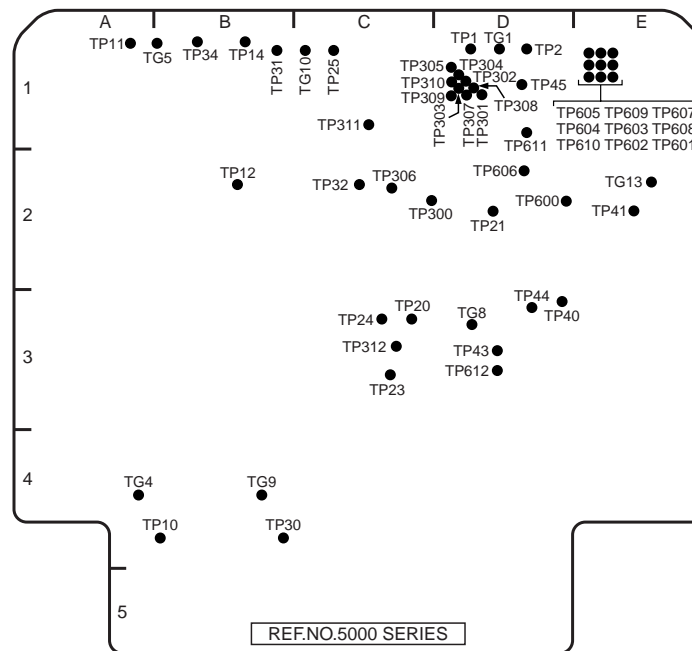 A B C D E
TP11 TG5 TP34 TP14 TP31 TG10 TP25 TP1 TG1 TP2
TP305 TP304
TP310 TP302 TP45
TP309 TP303 TP307 TP301 TP308
1
TP605 TP609 TP607
TP604 TP603 TP608
TP610 TP602 TP601
TP311 TP611
TP12 TP32 TP306 TP606 TG13
2 TP300 TP21 TP600 TP41
TP24 TP20 TG8 TP44 TP40
3 TP312 TP43
TP23 TP612
4
TG4 TG9
TP10 TP30
5
REF.NO.5000 SERIES